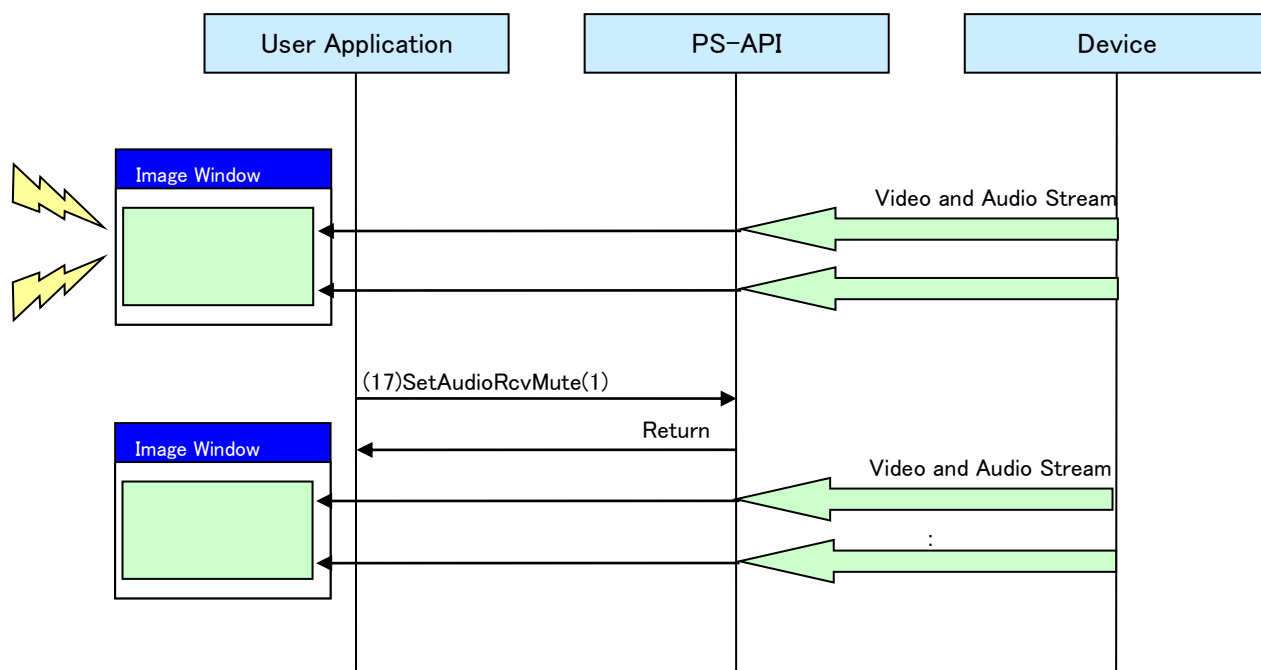 User Application
PS-API
Device
Image Window
Video and Audio Stream
(17)SetAudioRcvMute(1)
Return
Image Window
Video and Audio Stream
: